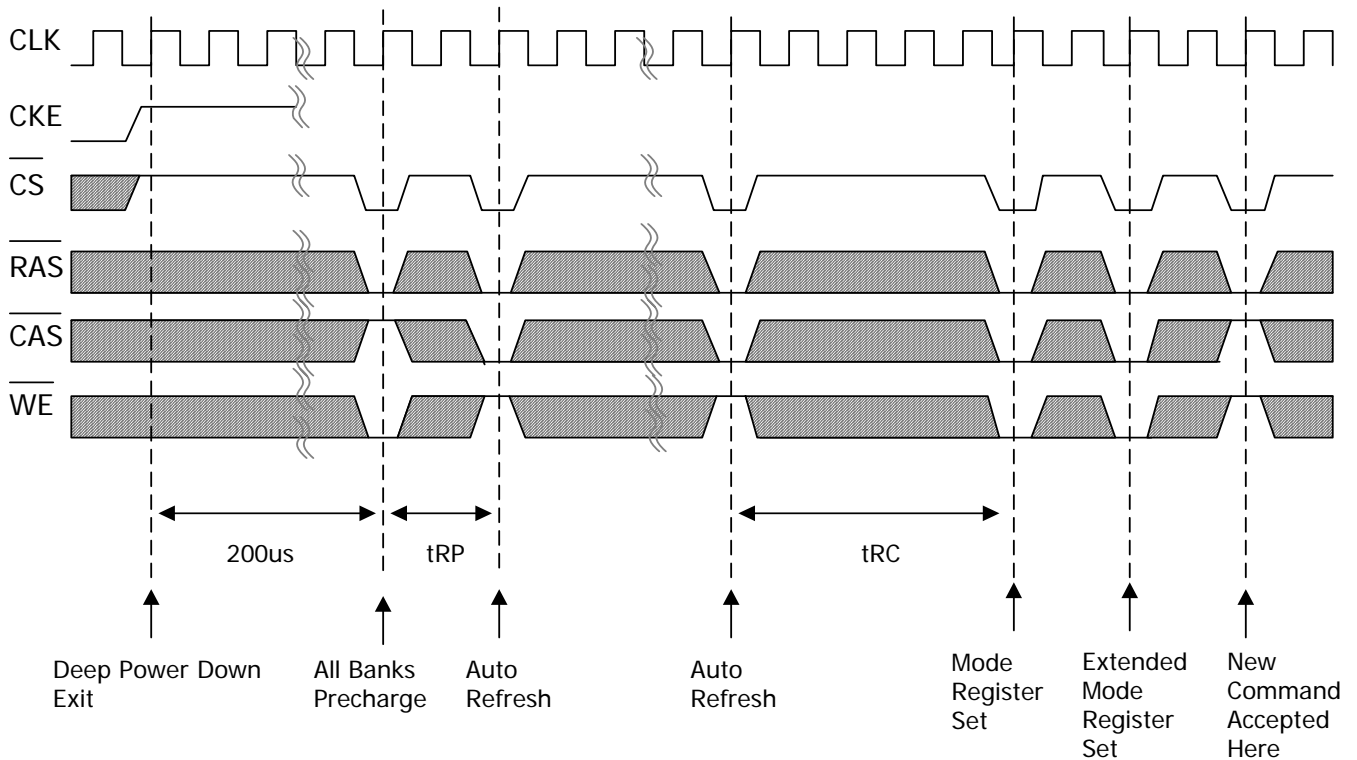 CLK
CKE
CS
RAS
CAS
WE
200us
tRP
tRC
Deep Power Down
Exit
All Banks
Precharge
Auto
Refresh
Auto
Refresh
Mode
Register
Set
Extended
Mode
Register
Set
New
Command
Accepted
Here